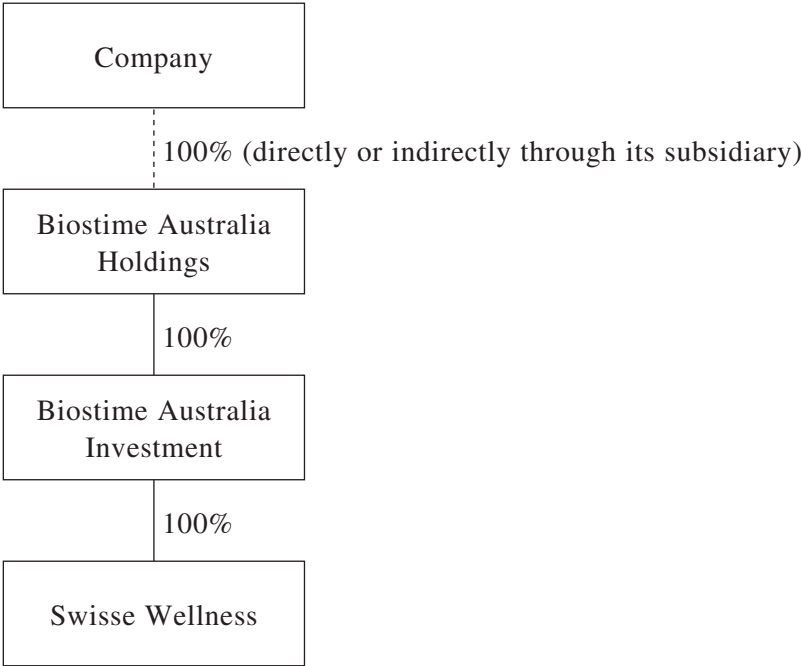 Company
100% (directly or indirectly through its subsidiary)
Biostime Australia
Holdings
100%
Biostime Australia
Investment
100%
Swisse Wellness